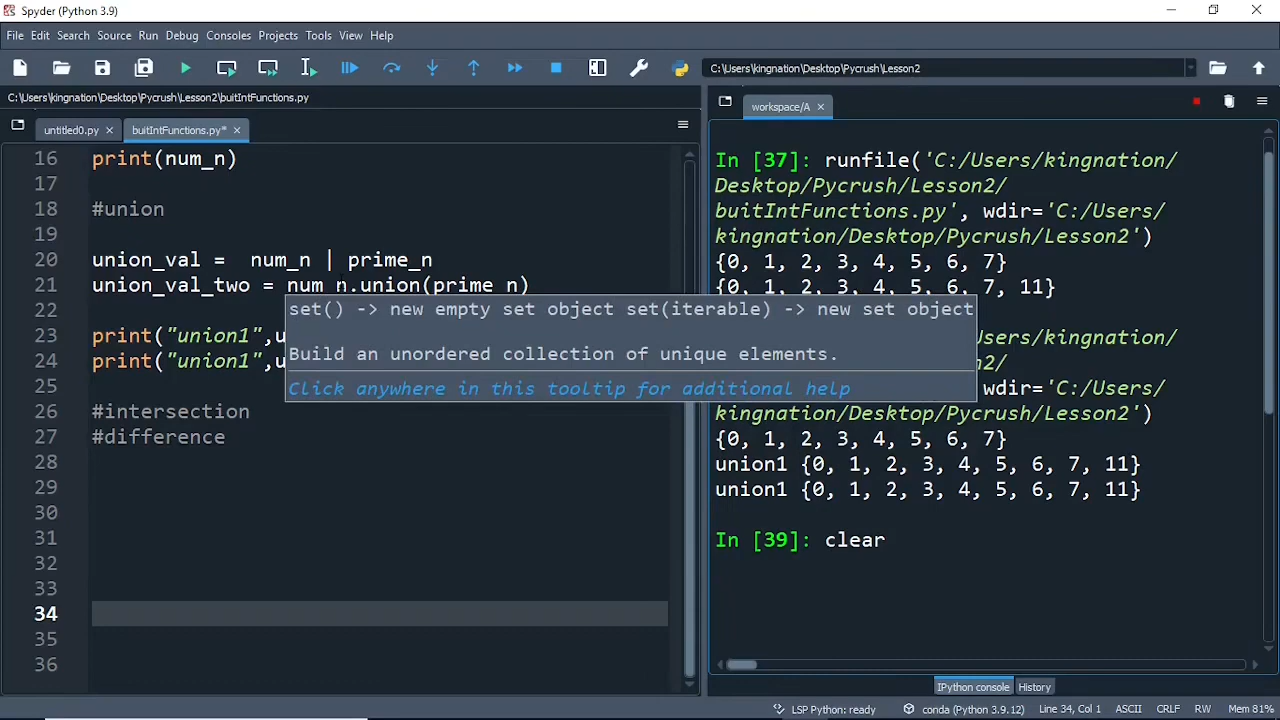 Spyder (Python 3.9)
File Edit Search Source Run Debug Consoles Projects Tools View Help
C:\Users\kingnation\Desktop\Pycrush\Lesson2
C:\Users\kingnation\Desktop\Pycrush\Lesson2\buitIntFunctions.py
untitled0.py
buitIntFunctions.py*
workspace/A
16 print(num_n)
17
18 #union
19
20 union_val = num_n | prime_n
21 union_val_two = num_n.union(prime_n)
22
23 print("union1",u
24 print("union1",u
25
26 #intersection
27 #difference
28
29
30
31
32
33
34
35
36
set() -> new empty set object set(iterable) -> new set object
Build an unordered collection of unique elements.
Click anywhere in this tooltip for additional help
In [37]: runfile('C:/Users/kingnation/
Desktop/Pycrush/Lesson2/
buitIntFunctions.py', wdir='C:/Users/
kingnation/Desktop/Pycrush/Lesson2')
{0, 1, 2, 3, 4, 5, 6, 7}
{0, 1, 2, 3, 4, 5, 6, 7, 11}
sers/kingnation/
2/
wdir='C:/Users/
kingnation/Desktop/Pycrush/Lesson2')
{0, 1, 2, 3, 4, 5, 6, 7}
union1 {0, 1, 2, 3, 4, 5, 6, 7, 11}
union1 {0, 1, 2, 3, 4, 5, 6, 7, 11}
In [39]: clear
IPython console History
LSP Python: ready conda (Python 3.9.12) Line 34, Col 1 ASCII CRLF RW Mem 81%